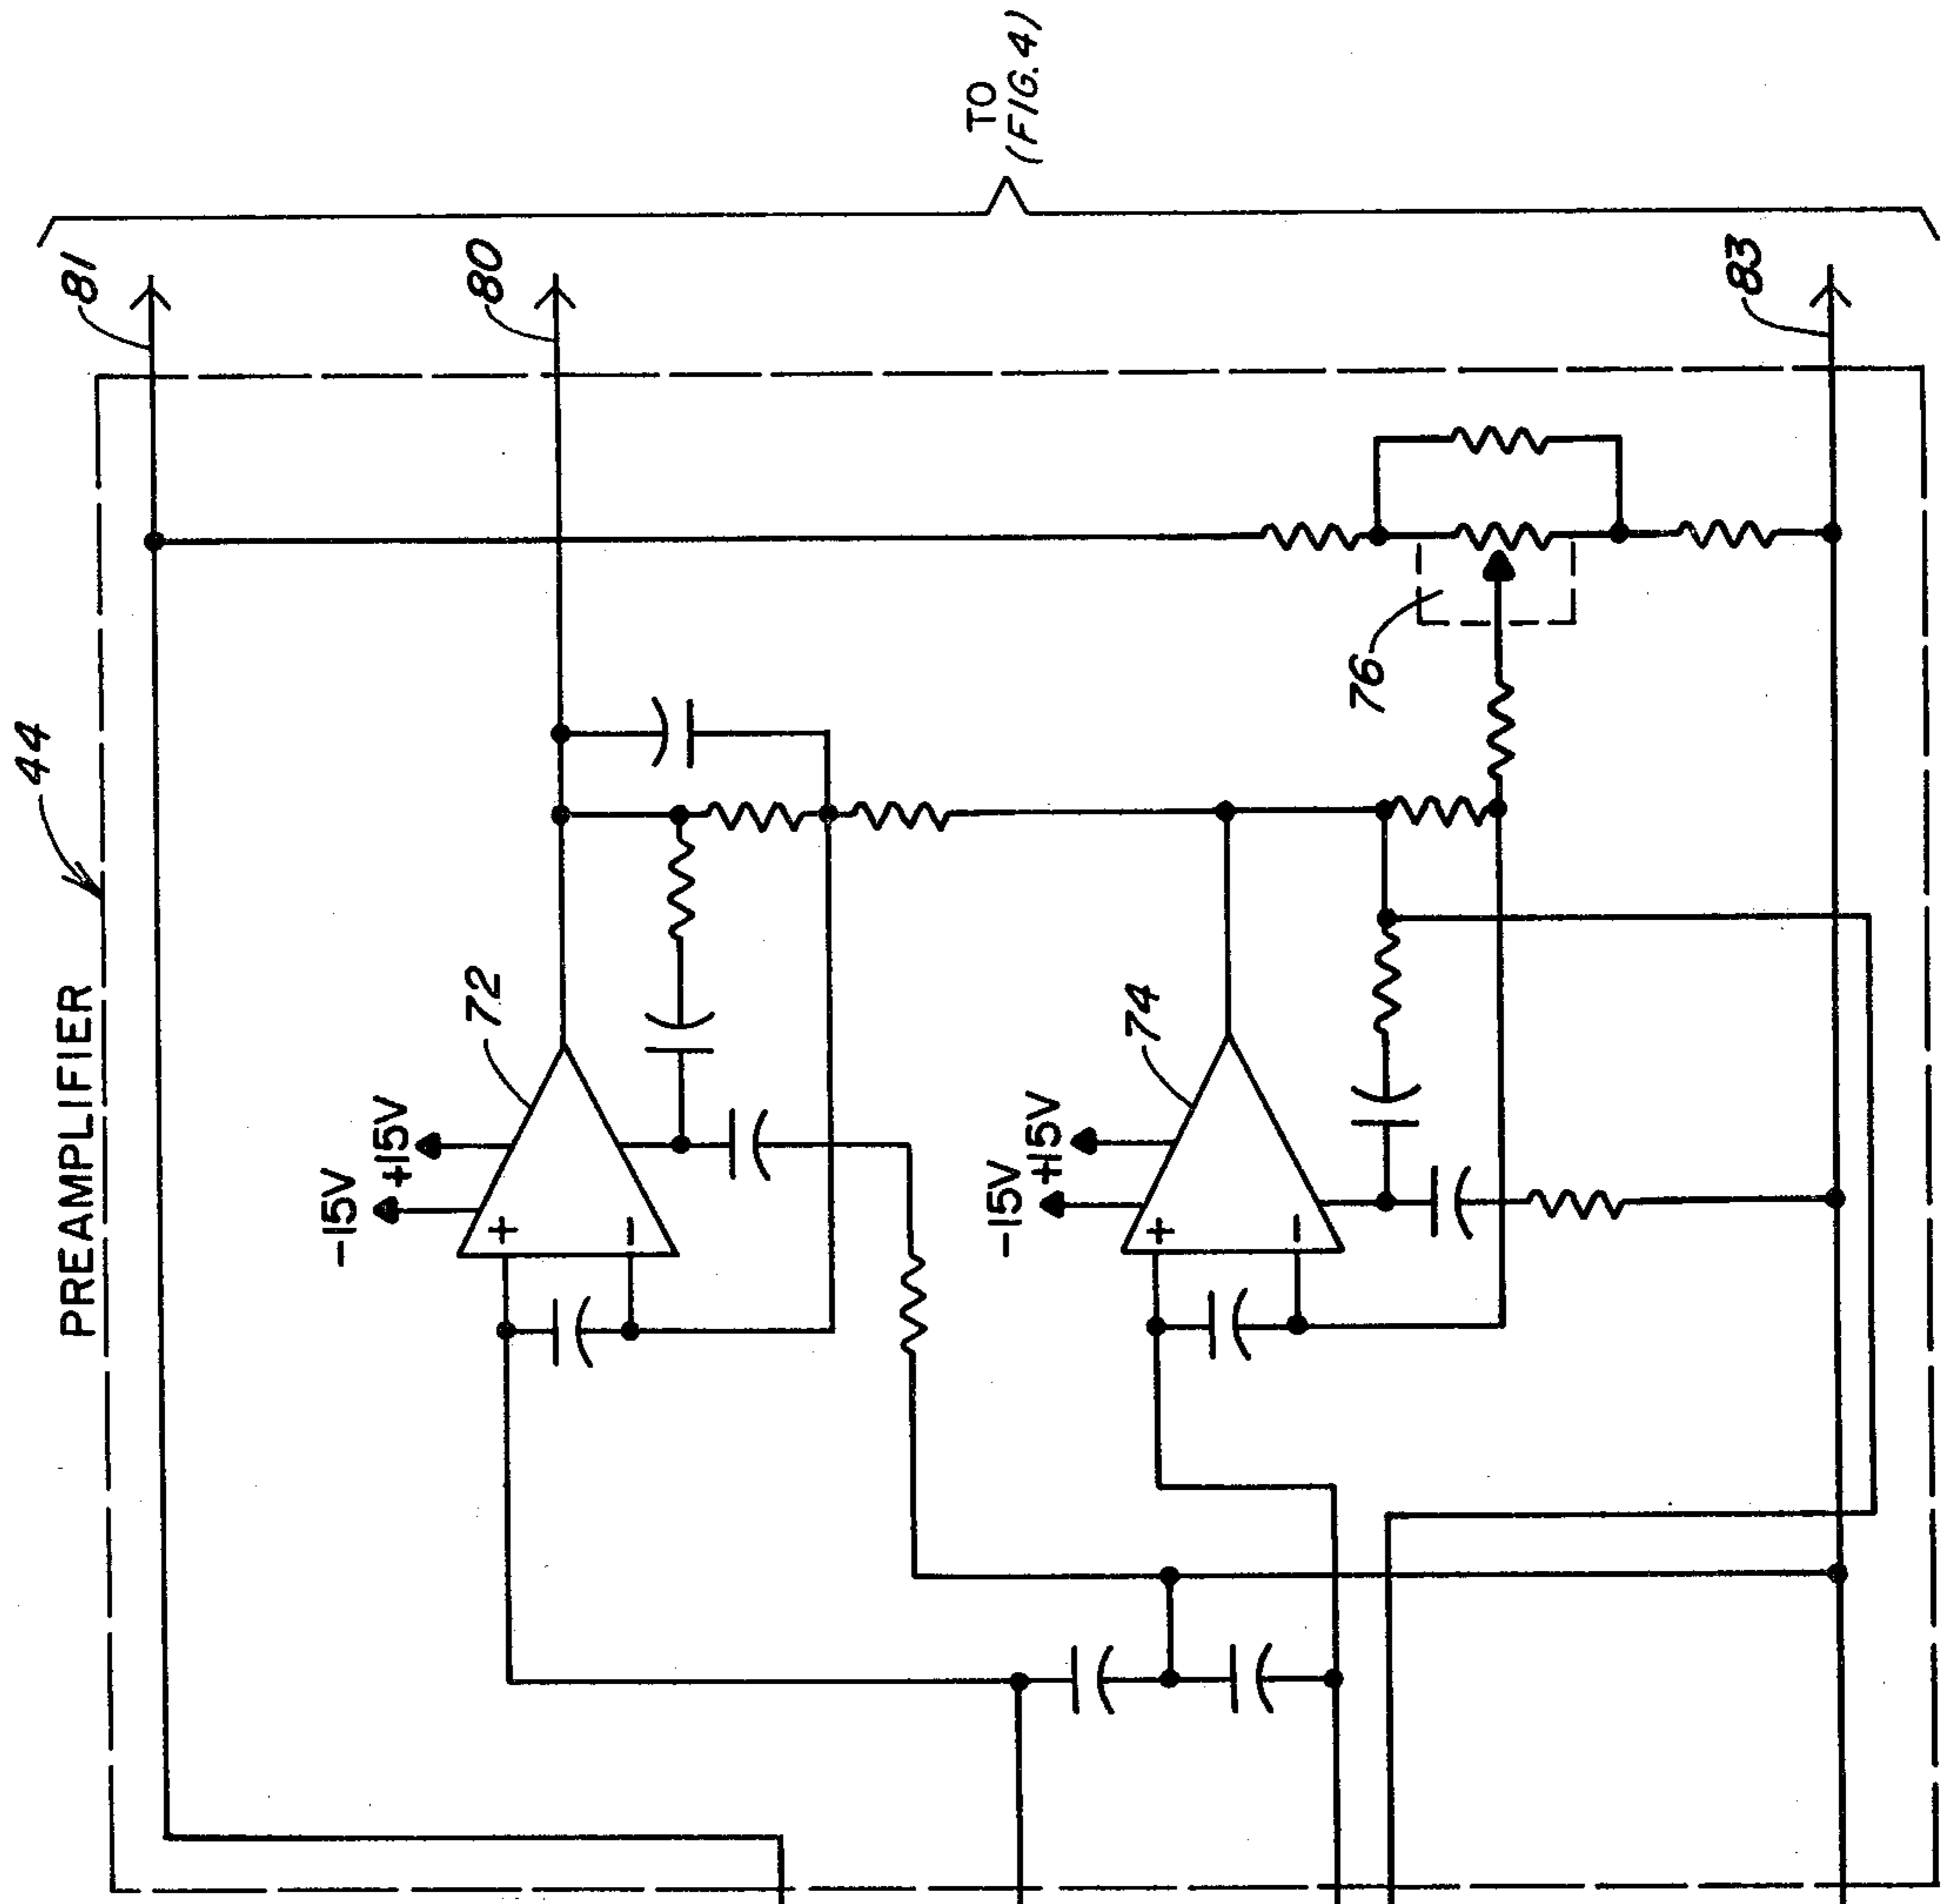 PREAMPLIFIER
44
81
80
83
TO
(FIG. 4)
72
-15V
+15V
+
-
74
-15V
+15V
+
-
76